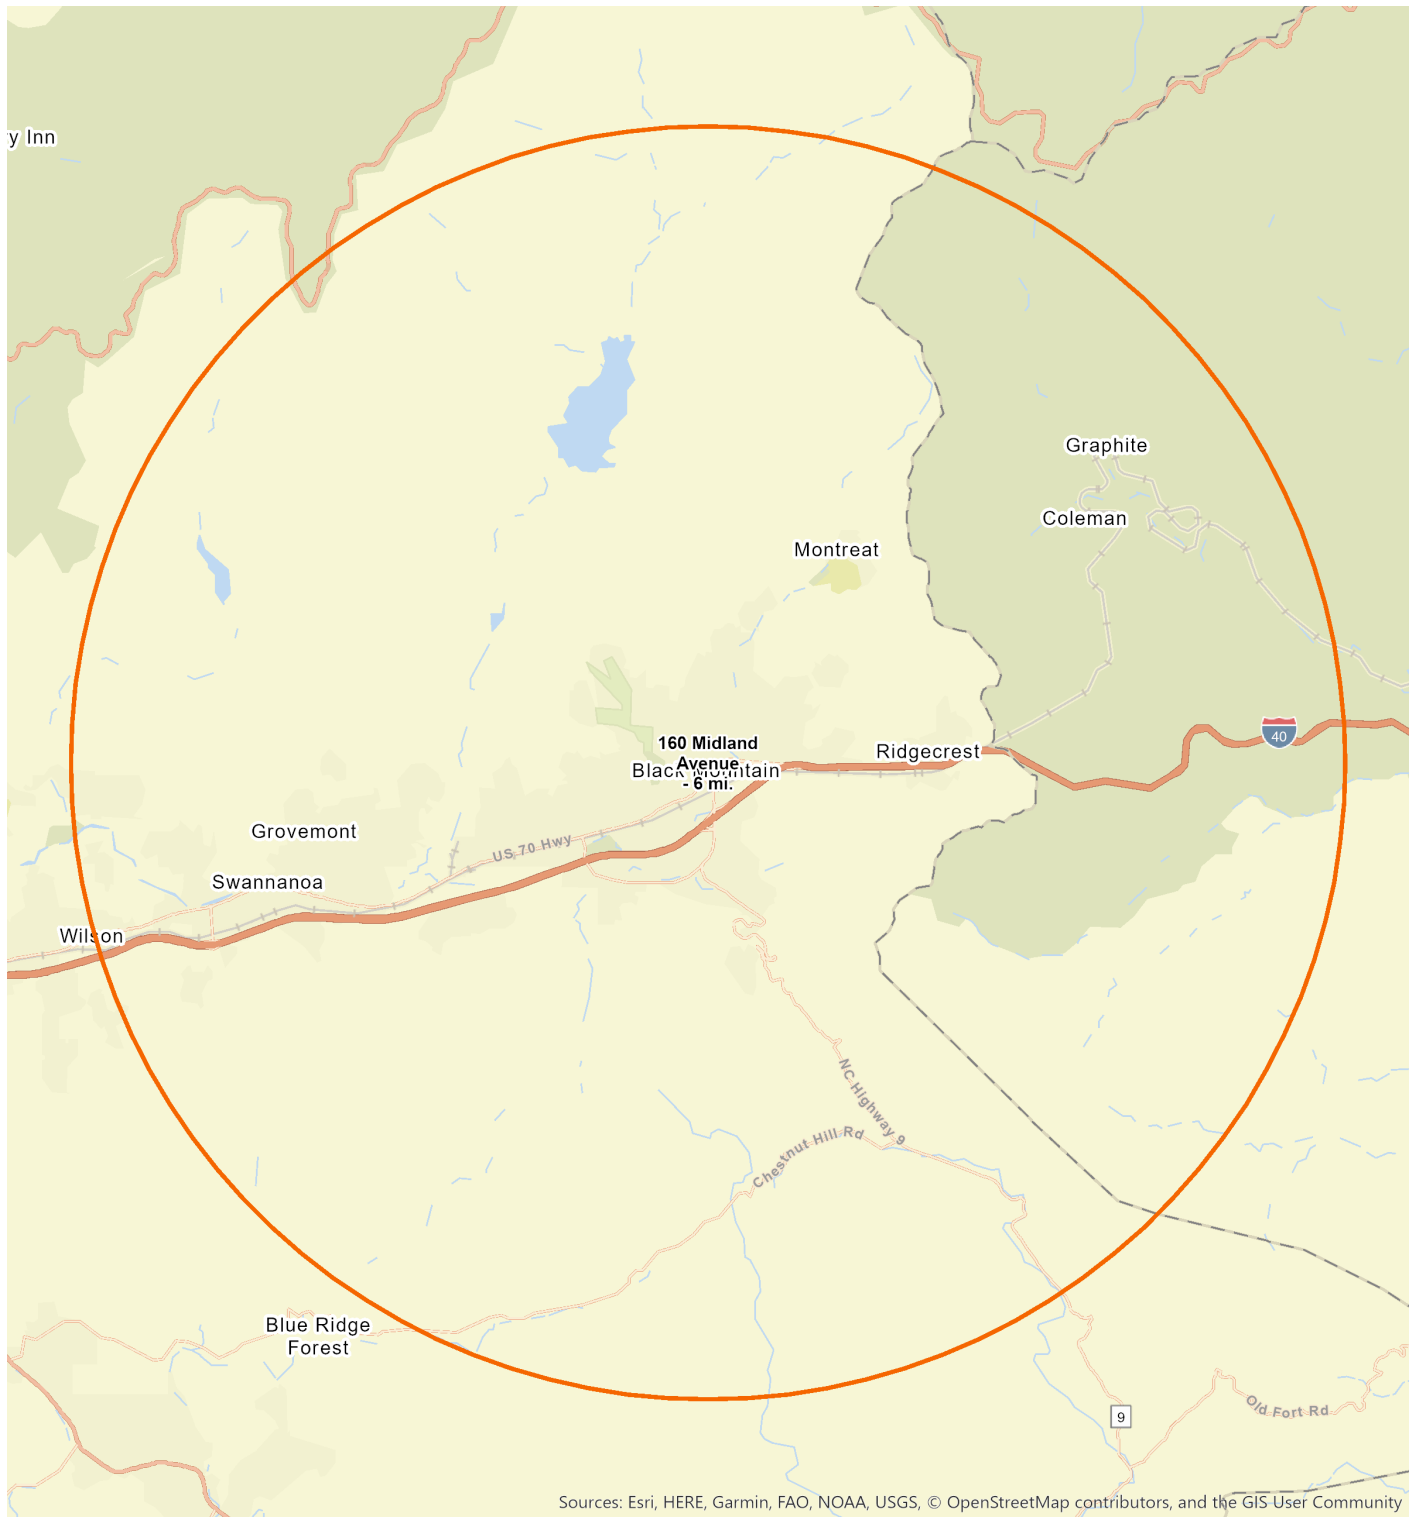 y Inn
Graphite
Coleman
Montreat
40
160 Midland
Avenue
- 6 mi.
Black Mountain
Ridgecrest
Grovemont
US 70 Hwy
Swannanoa
Wilson
NC Highway 9
Chestnut Hill Rd
Blue Ridge
Forest
9
Old Fort Rd
Sources: Esri, HERE, Garmin, FAO, NOAA, USGS, © OpenStreetMap contributors, and the GIS User Community